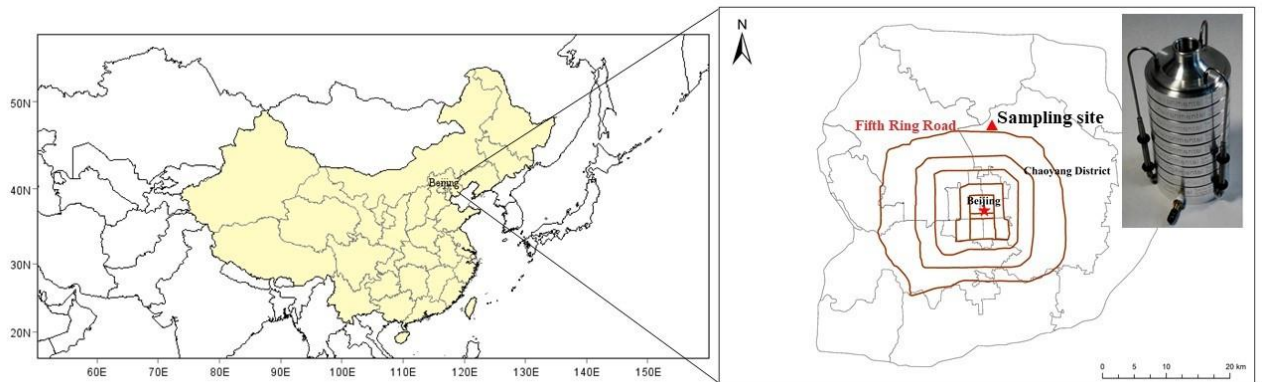 50N
40N
30N
20N
60E
70E
80E
90E
100E
110E
120E
130E
140E
150E
Beijing
N
Sampling site
Fifth Ring Road
Chaoyang District
Beijing
0 10 20 km